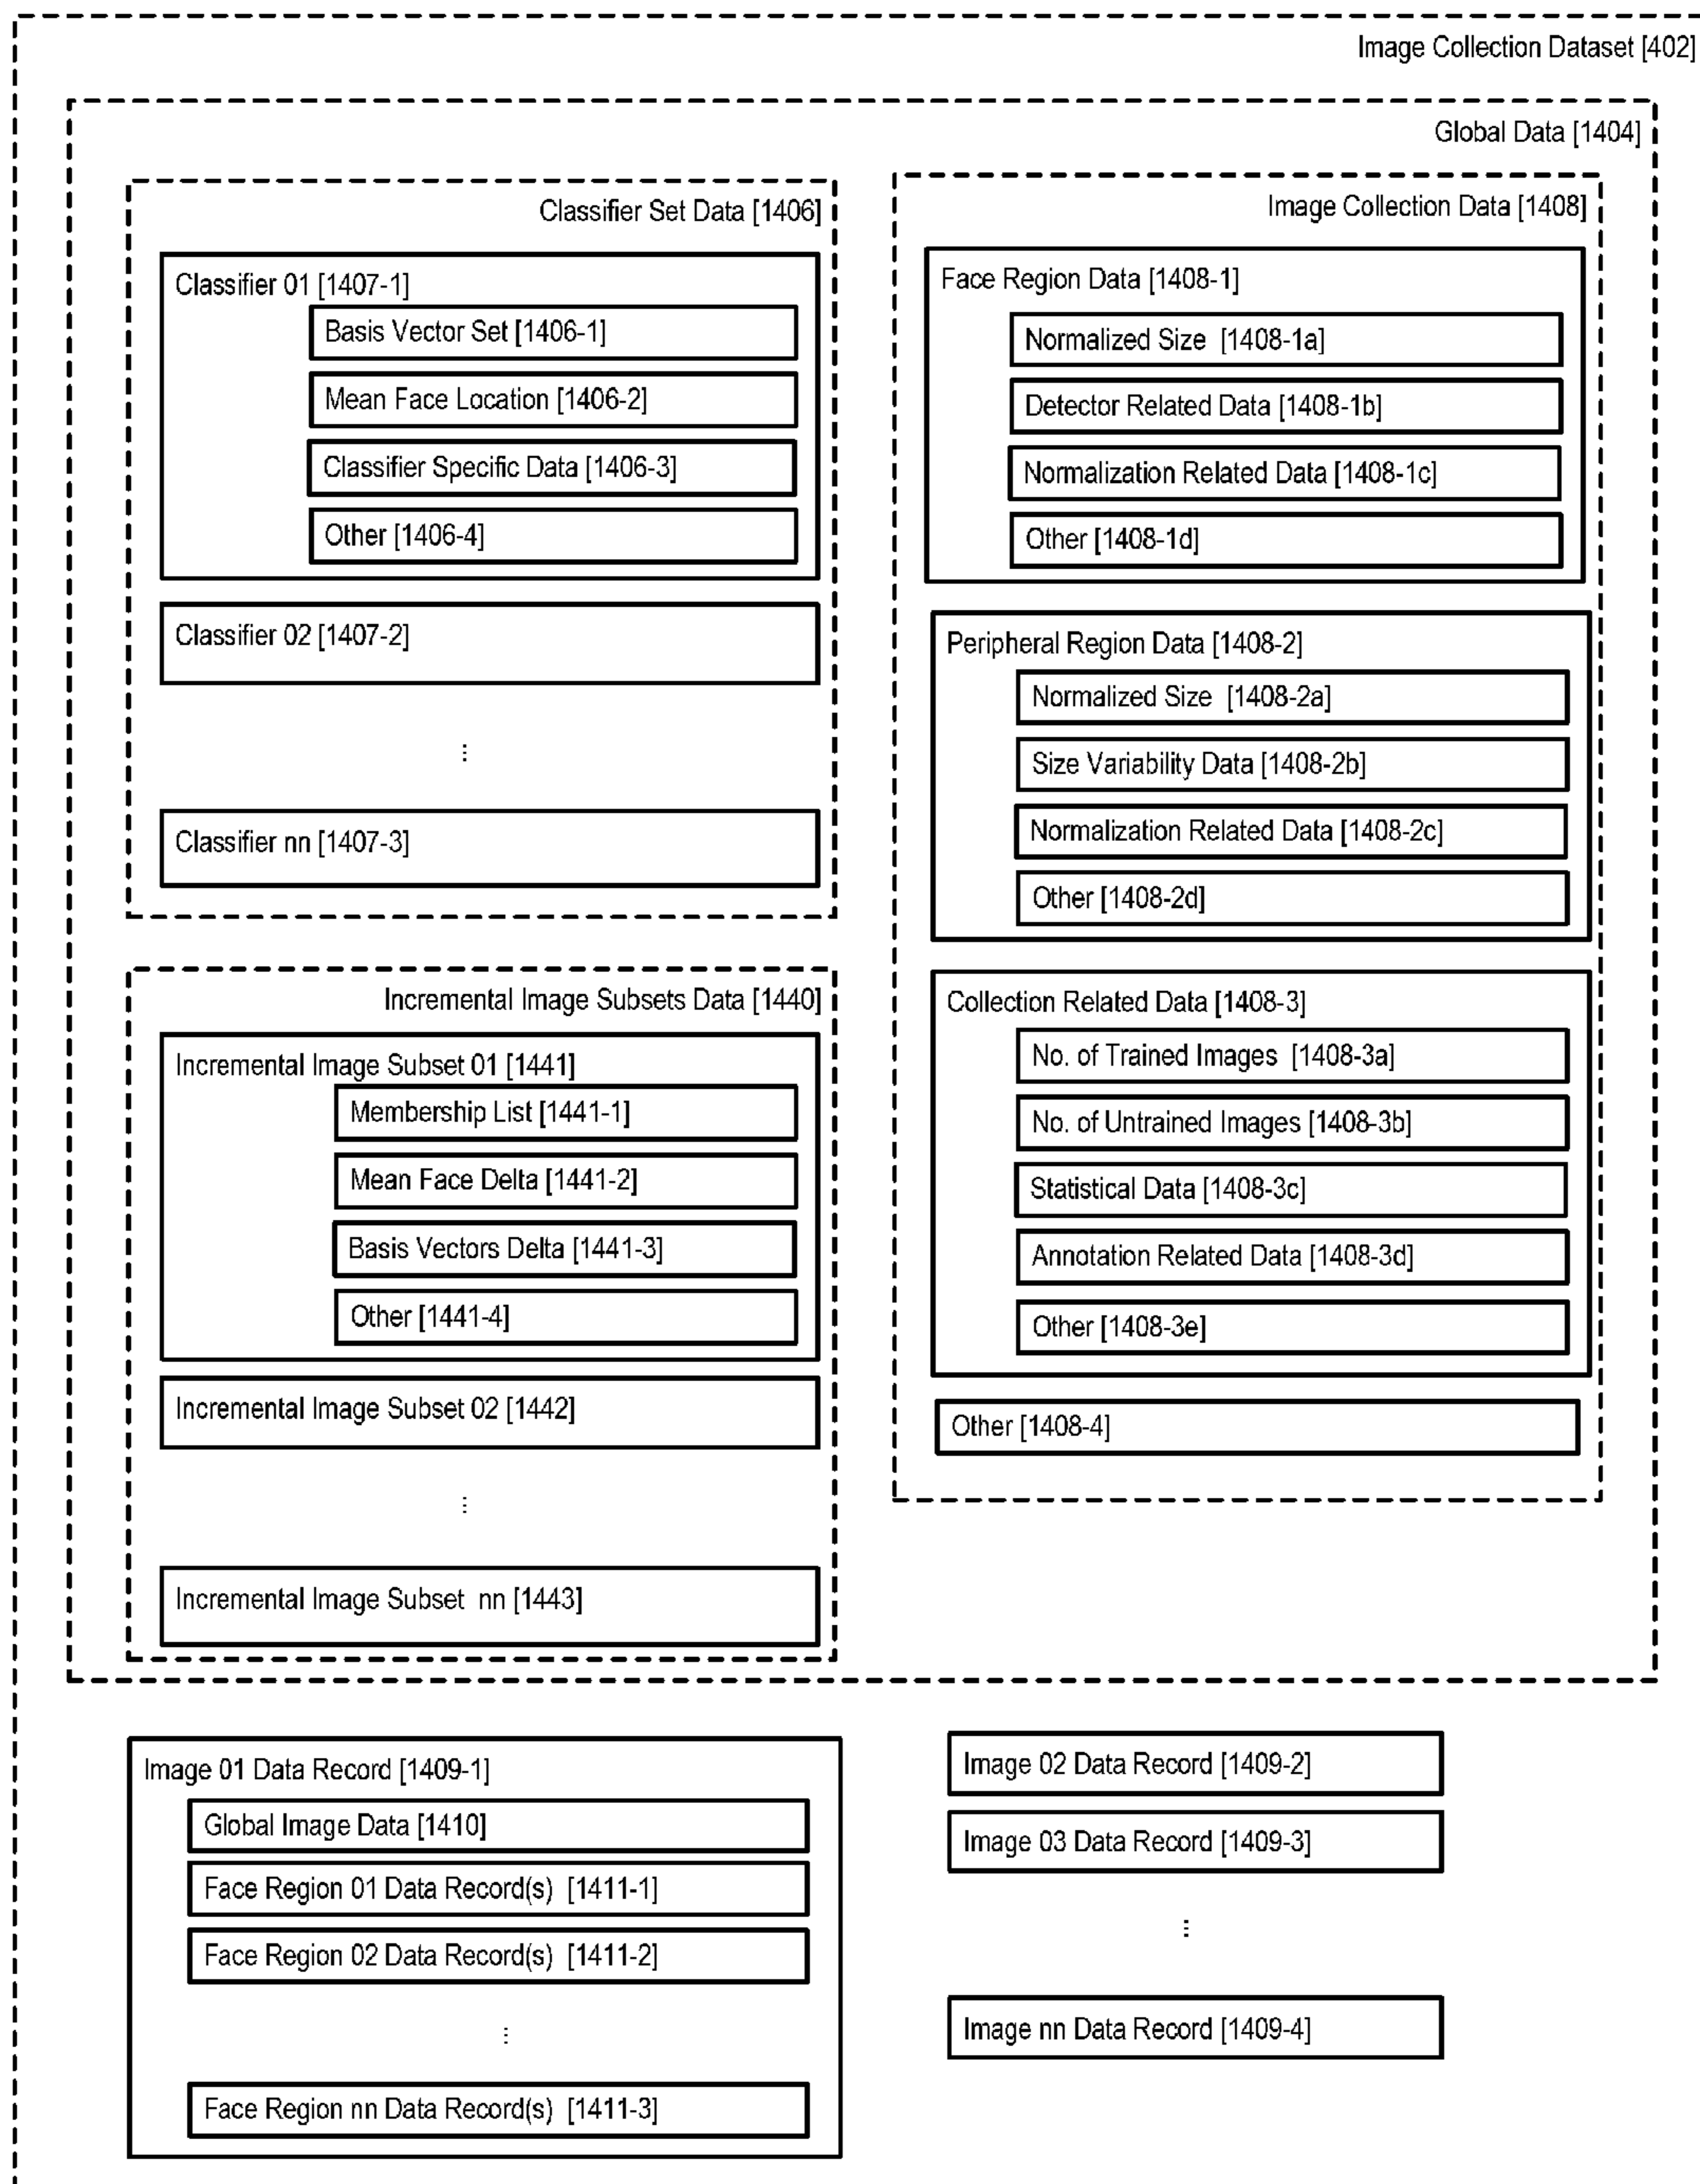 Image Collection Dataset [402]
Global Data [1404]
Classifier Set Data [1406]
Classifier 01 [1407-1]
Basis Vector Set [1406-1]
Mean Face Location [1406-2]
Classifier Specific Data [1406-3]
Other [1406-4]
Classifier 02 [1407-2]
...
Classifier nn [1407-3]
Incremental Image Subsets Data [1440]
Incremental Image Subset 01 [1441]
Membership List [1441-1]
Mean Face Delta [1441-2]
Basis Vectors Delta [1441-3]
Other [1441-4]
Incremental Image Subset 02 [1442]
...
Incremental Image Subset nn [1443]
Image Collection Data [1408]
Face Region Data [1408-1]
Normalized Size [1408-1a]
Detector Related Data [1408-1b]
Normalization Related Data [1408-1c]
Other [1408-1d]
Peripheral Region Data [1408-2]
Normalized Size [1408-2a]
Size Variability Data [1408-2b]
Normalization Related Data [1408-2c]
Other [1408-2d]
Collection Related Data [1408-3]
No. of Trained Images [1408-3a]
No. of Untrained Images [1408-3b]
Statistical Data [1408-3c]
Annotation Related Data [1408-3d]
Other [1408-3e]
Other [1408-4]
Image 01 Data Record [1409-1]
Global Image Data [1410]
Face Region 01 Data Record(s) [1411-1]
Face Region 02 Data Record(s) [1411-2]
...
Face Region nn Data Record(s) [1411-3]
Image 02 Data Record [1409-2]
Image 03 Data Record [1409-3]
...
Image nn Data Record [1409-4]